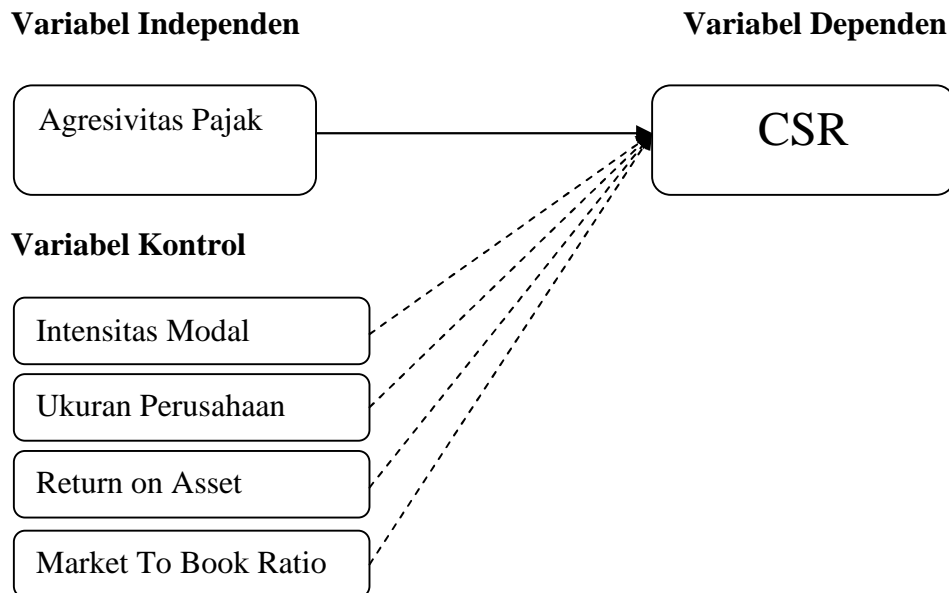 Variabel Independen
Variabel Dependen
Agresivitas Pajak
CSR
Variabel Kontrol
Intensitas Modal
Ukuran Perusahaan
Return on Asset
Market To Book Ratio